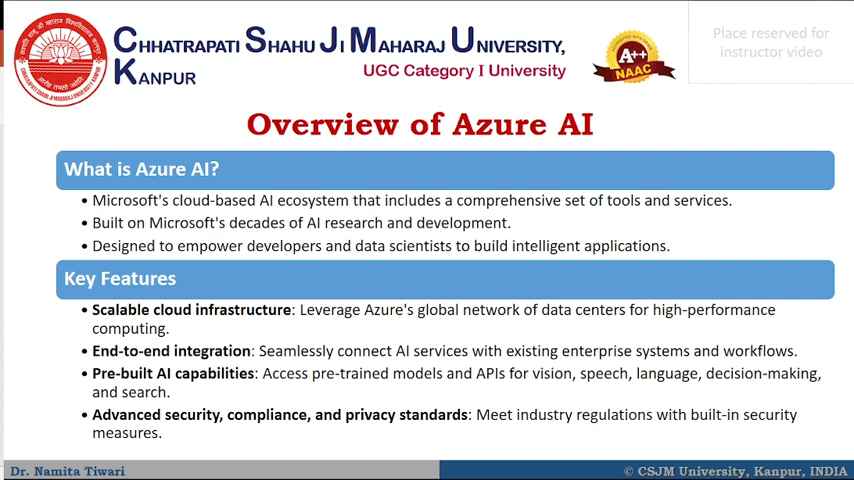 CHHATRAPATI SHAHU JI MAHARAJ UNIVERSITY,
KANPUR
UGC Category I University
A++
NAAC
Place reserved for
instructor video
Overview of Azure AI
What is Azure AI?
• Microsoft's cloud-based AI ecosystem that includes a comprehensive set of tools and services.
• Built on Microsoft's decades of AI research and development.
• Designed to empower developers and data scientists to build intelligent applications.
Key Features
• Scalable cloud infrastructure: Leverage Azure's global network of data centers for high-performance
computing.
• End-to-end integration: Seamlessly connect AI services with existing enterprise systems and workflows.
• Pre-built AI capabilities: Access pre-trained models and APIs for vision, speech, language, decision-making,
and search.
• Advanced security, compliance, and privacy standards: Meet industry regulations with built-in security
measures.
Dr. Namita Tiwari
© CSJM University, Kanpur, INDIA